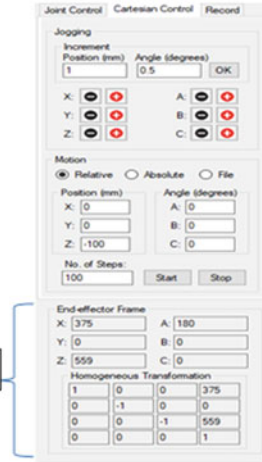 Joint Control Cartesian Control Record
Jogging
Increment
Position (mm) Angle (degrees)
1 0.5 OK
X: A:
Y: B:
Z: C:
Motion
Relative Absolute File
Position (mm) Angle (degrees)
X: 0 A: 0
Y: 0 B: 0
Z: -100 C: 0
No. of Steps:
100 Start Stop
End-effector Frame
X: 375 A: 180
Y: 0 B: 0
Z: 559 C: 0
Homogeneous Transformation
1 0 0 375
0 -1 0 0
0 0 -1 559
0 0 0 1